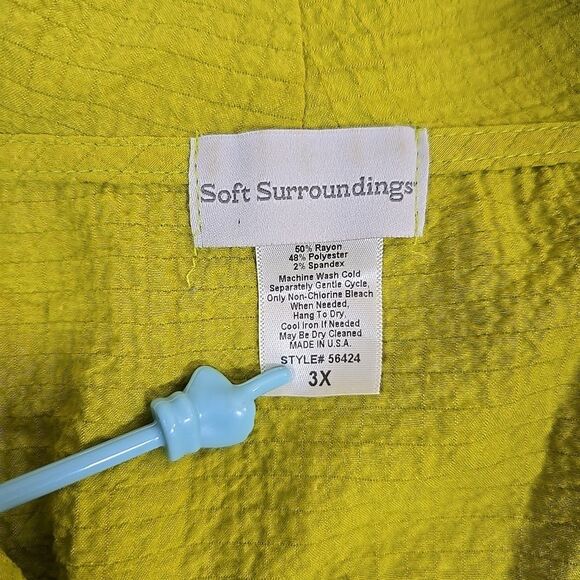 Soft Surroundings
50% Rayon
48% Polyester
2% Spandex
Machine Wash Cold
Separately Gentle Cycle,
Only Non-Chlorine Bleach
When Needed,
Hang To Dry,
Cool Iron If Needed
May Be Dry Cleaned
MADE IN U.S.A.
STYLE# 56424
3X